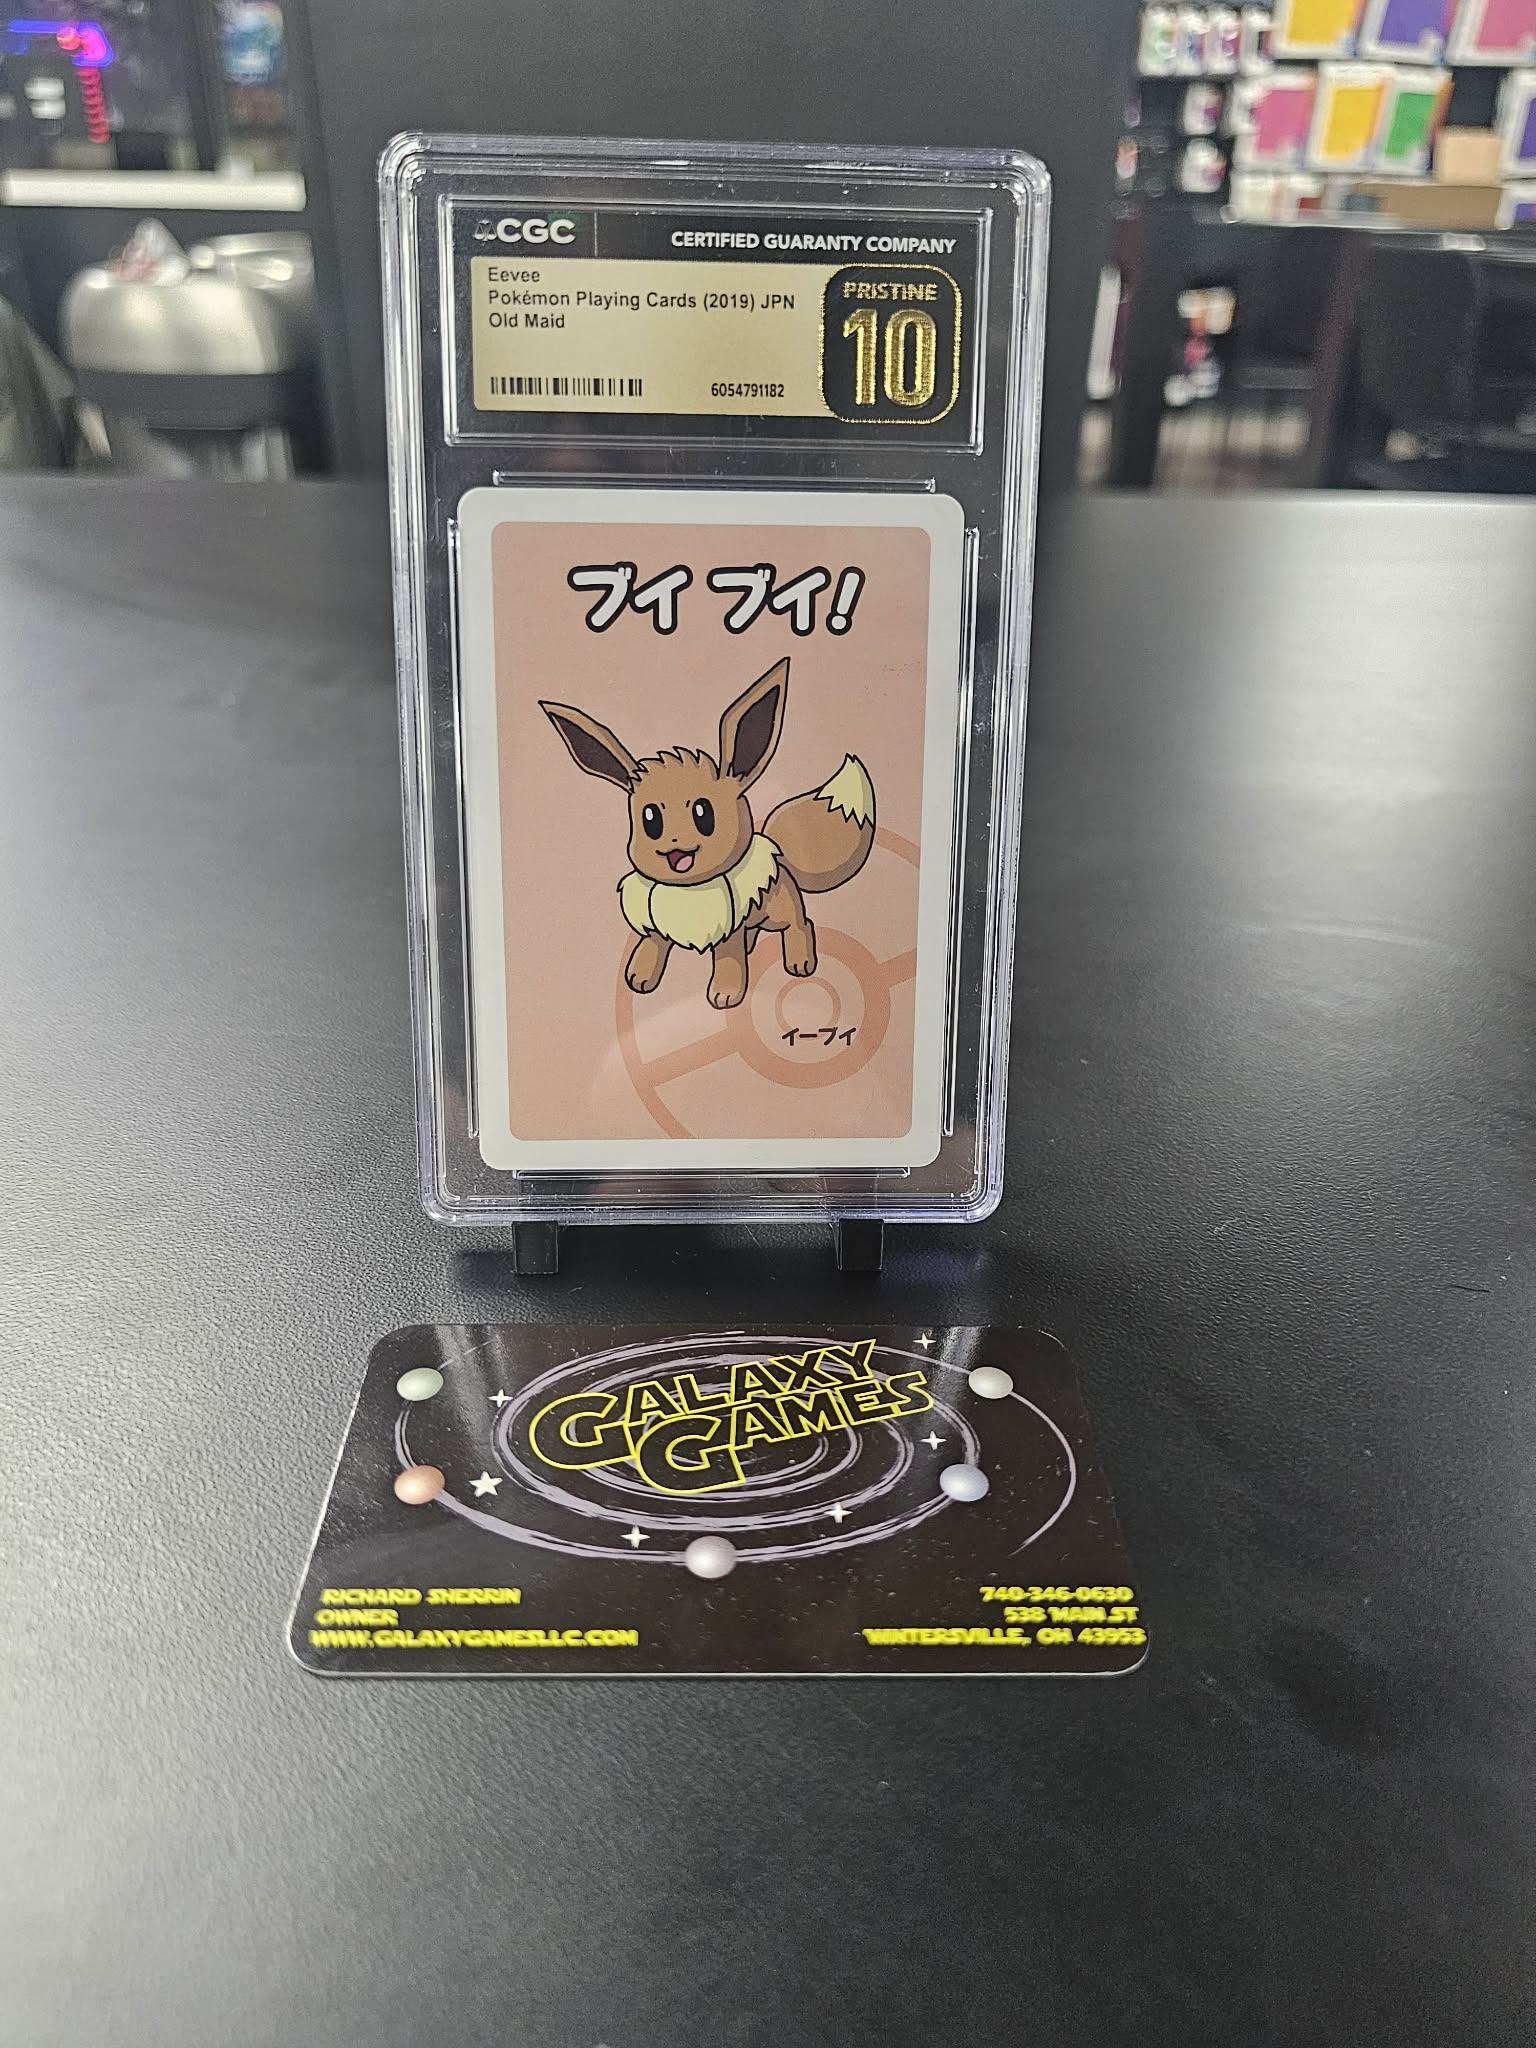 CGC
CERTIFIED GUARANTY COMPANY
Eevee
Pokémon Playing Cards (2019) JPN
Old Maid
6054791182
PRISTINE
10
ブイ ブイ!
イーブイ
GALAXY
GAMES
RICHARD SHERRIN
OWNER
WWW.GALAXYGAMESLLC.COM
740-346-0630
538 MAIN ST
WINTERSVILLE, OH 43953